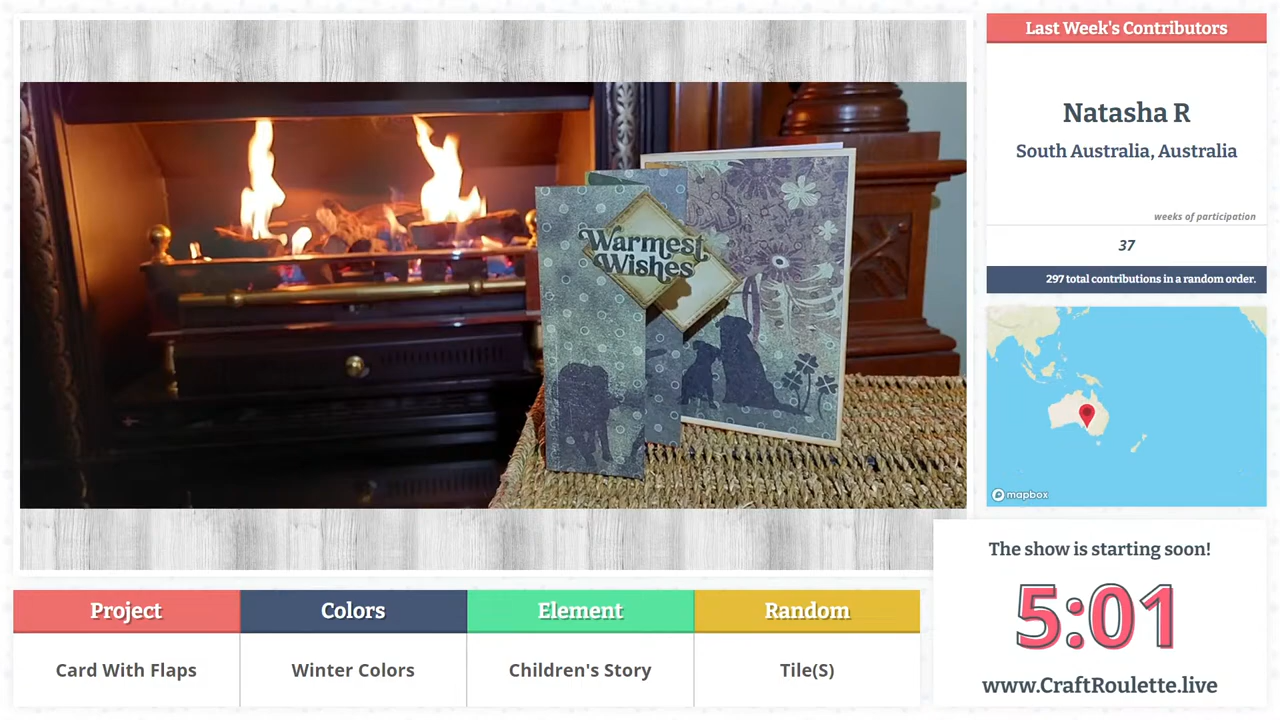 Last Week's Contributors
Natasha R
South Australia, Australia
weeks of participation
37
297 total contributions in a random order.
Warmest
Wishes
mapbox
The show is starting soon!
5:01
www.CraftRoulette.live
Project
Colors
Element
Random
Card With Flaps
Winter Colors
Children's Story
Tile(S)